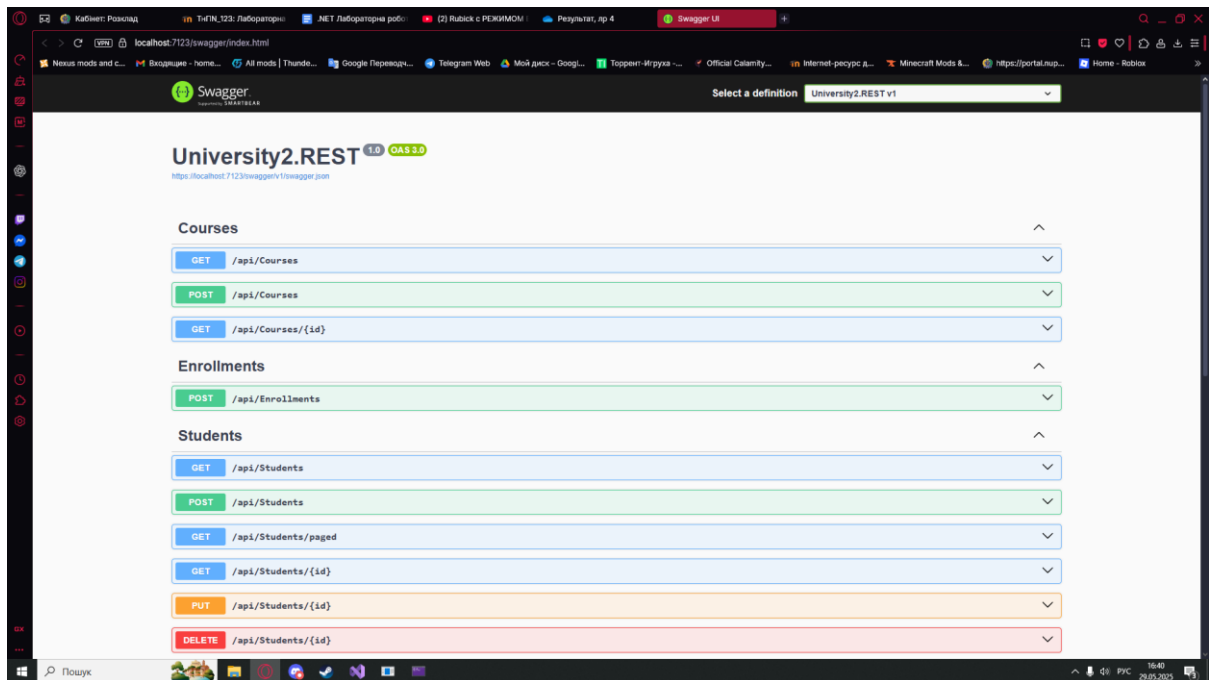 Кабінет: Розклад
ТнПN_123: Лабораторна
.NET Лабораторна робо
(2) Rubick с РЕЖИМОМ
Результат, лр 4
Swagger UI
VPN
localhost:7123/swagger/index.html
Nexus mods and c...
Входящие - home...
All mods | Thunde...
Google Переводч...
Telegram Web
Мой диск – Googl...
Торрент-Игруха -...
Official Calamity...
Internet-ресурс д...
Minecraft Mods &...
https://portal.nup...
Home - Roblox
Swagger.
Supported by SMARTBEAR
Select a definition
University2.REST v1
University2.REST 1.0 OAS 3.0
https://localhost:7123/swagger/v1/swagger.json
Courses
GET /api/Courses
POST /api/Courses
GET /api/Courses/{id}
Enrollments
POST /api/Enrollments
Students
GET /api/Students
POST /api/Students
GET /api/Students/paged
GET /api/Students/{id}
PUT /api/Students/{id}
DELETE /api/Students/{id}
GX
Пошук
РУС
16:40
29.05.2025